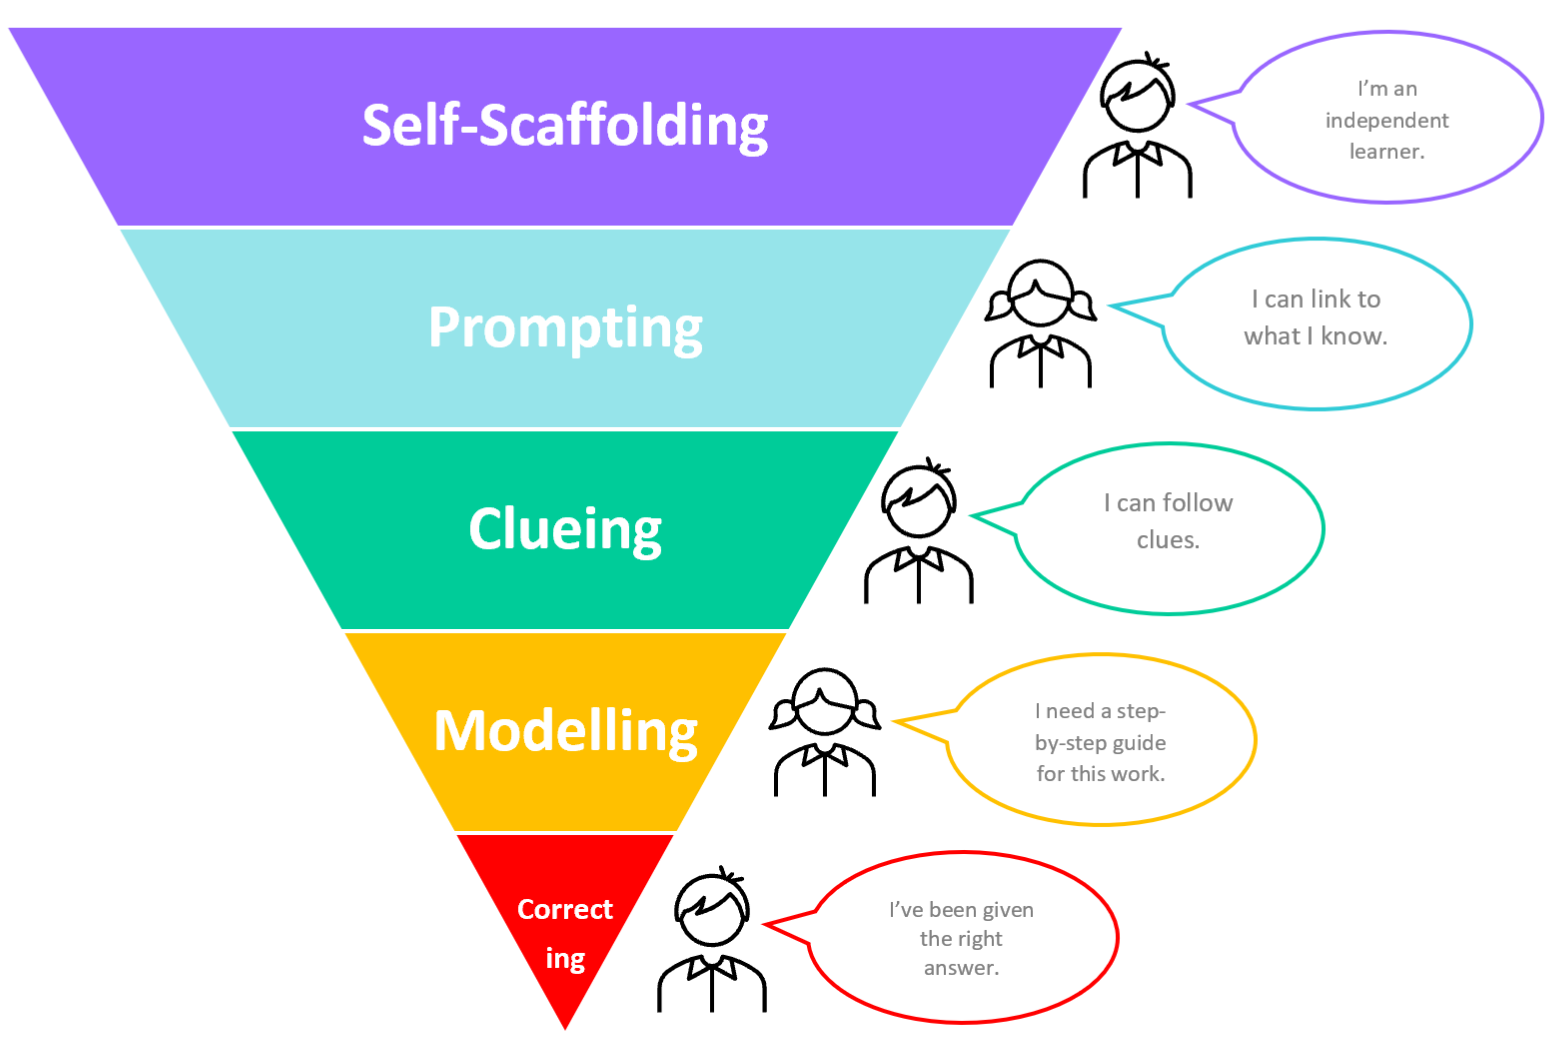 Self-Scaffolding
I’m an
independent
learner.
Prompting
I can link to
what I know.
Clueing
I can follow
clues.
Modelling
I need a step-
by-step guide
for this work.
Correct
ing
I’ve been given
the right
answer.